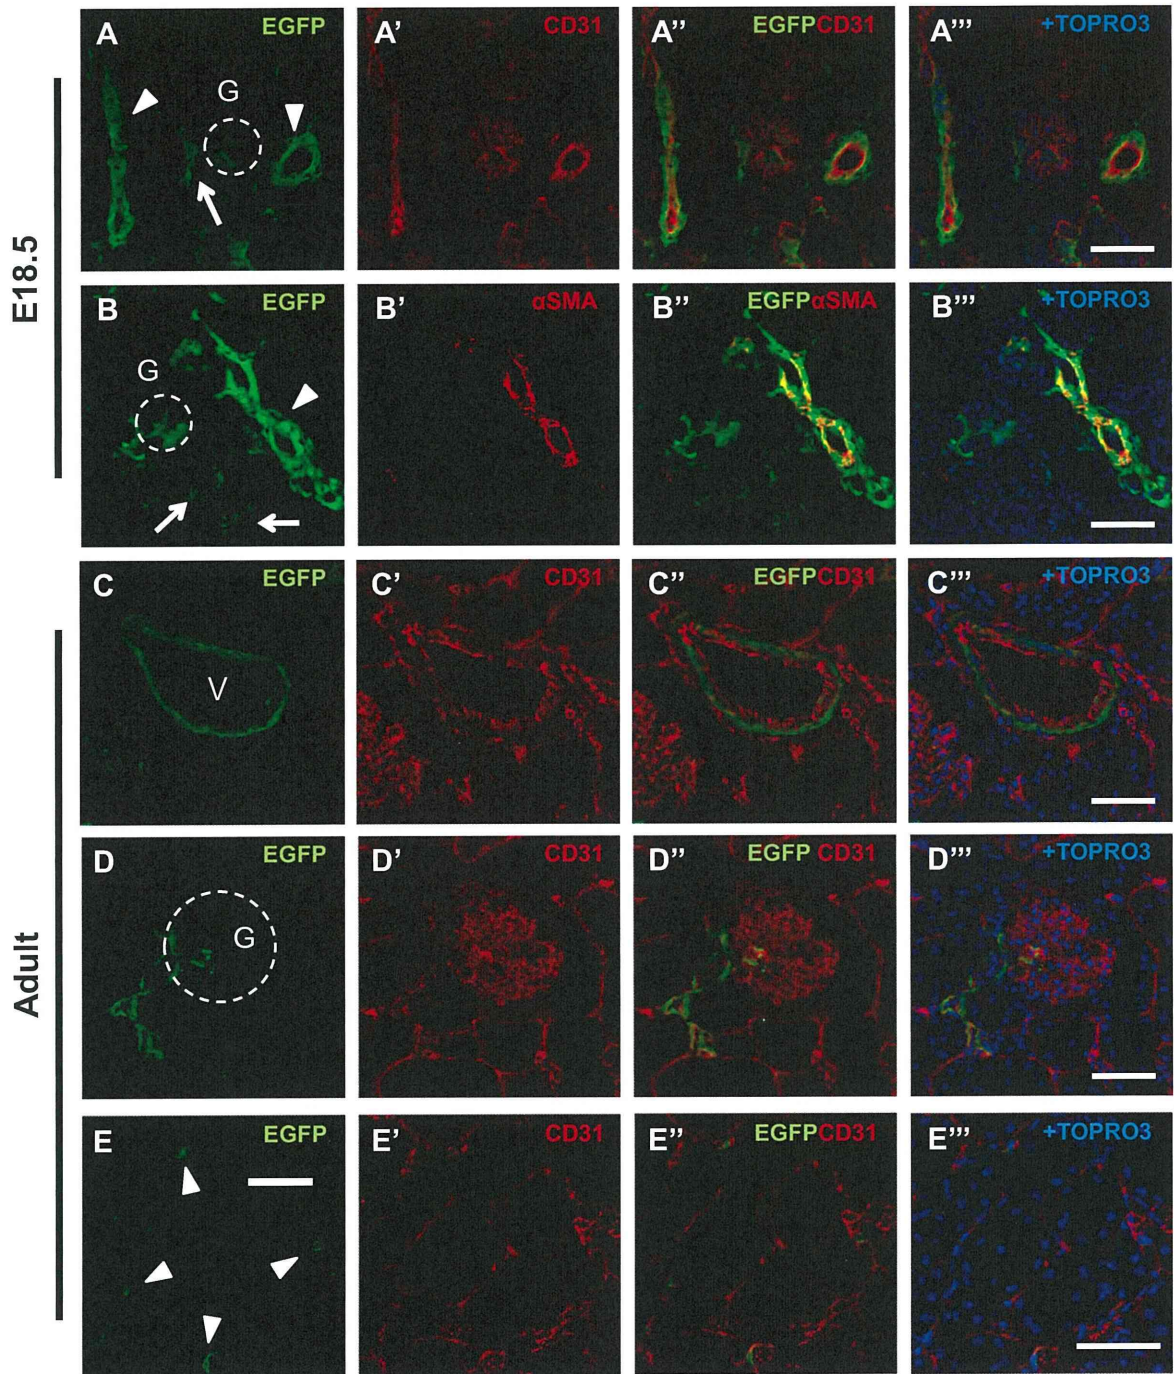 E18.5
A EGFP
G
A' CD31
A'' EGFPCD31
A''' +TOPRO3
B EGFP
G
B' αSMA
B'' EGFPαSMA
B''' +TOPRO3
Adult
C EGFP
V
C' CD31
C'' EGFPCD31
C''' +TOPRO3
D EGFP
G
D' CD31
D'' EGFP CD31
D''' +TOPRO3
E EGFP
E' CD31
E'' EGFPCD31
E''' +TOPRO3